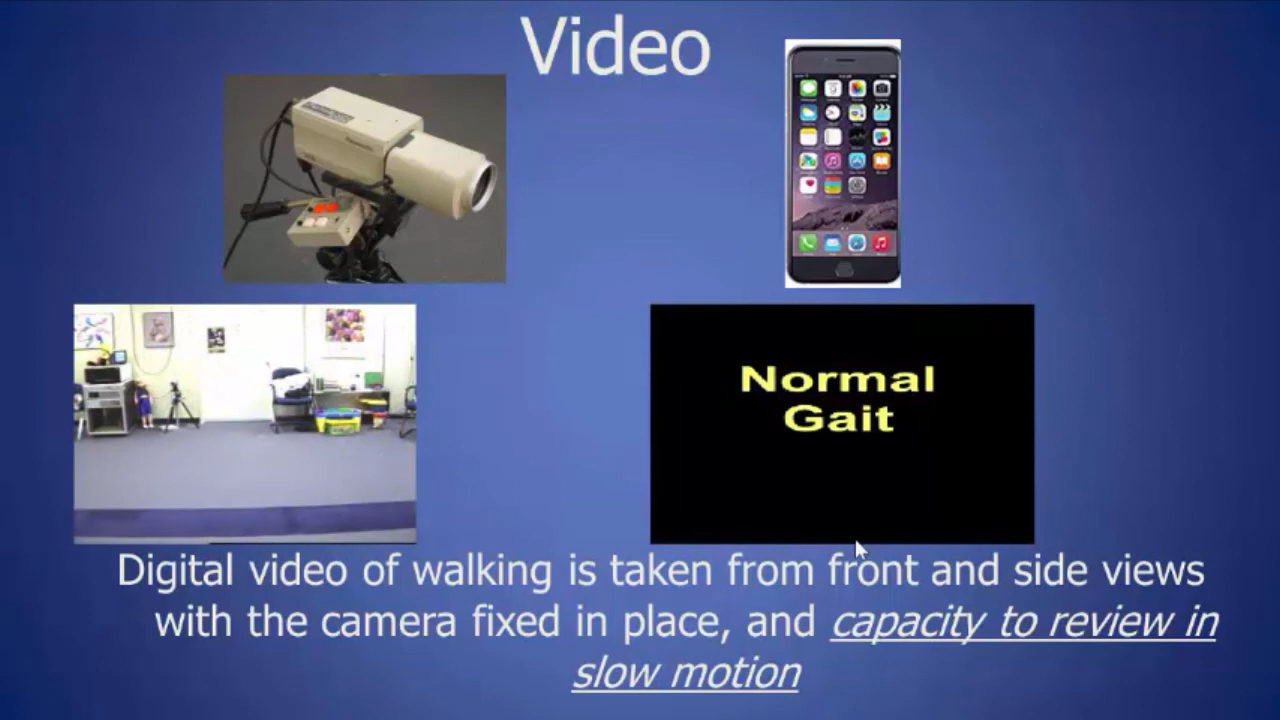 Video
Normal
Gait
Digital video of walking is taken from front and side views
with the camera fixed in place, and capacity to review in
slow motion